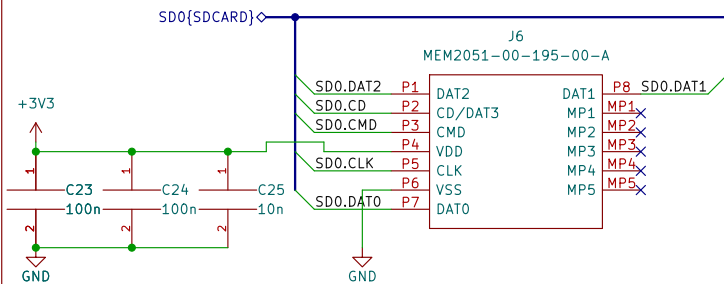 SD0{SDCARD}
J6
MEM2051-00-195-00-A
SD0.DAT2 P1 DAT2 DAT1 P8 SD0.DAT1
+3V3
SD0.CD P2 CD/DAT3 MP1 MP1
SD0.CMD P3 CMD MP2 MP2
P4 VDD MP3 MP3
1 1 1
SD0.CLK P5 CLK MP4 MP4
C23 C24 C25 P6 VSS MP5 MP5
100n 100n 10n SD0.DAT0 P7 DAT0
2 2 2
GND GND